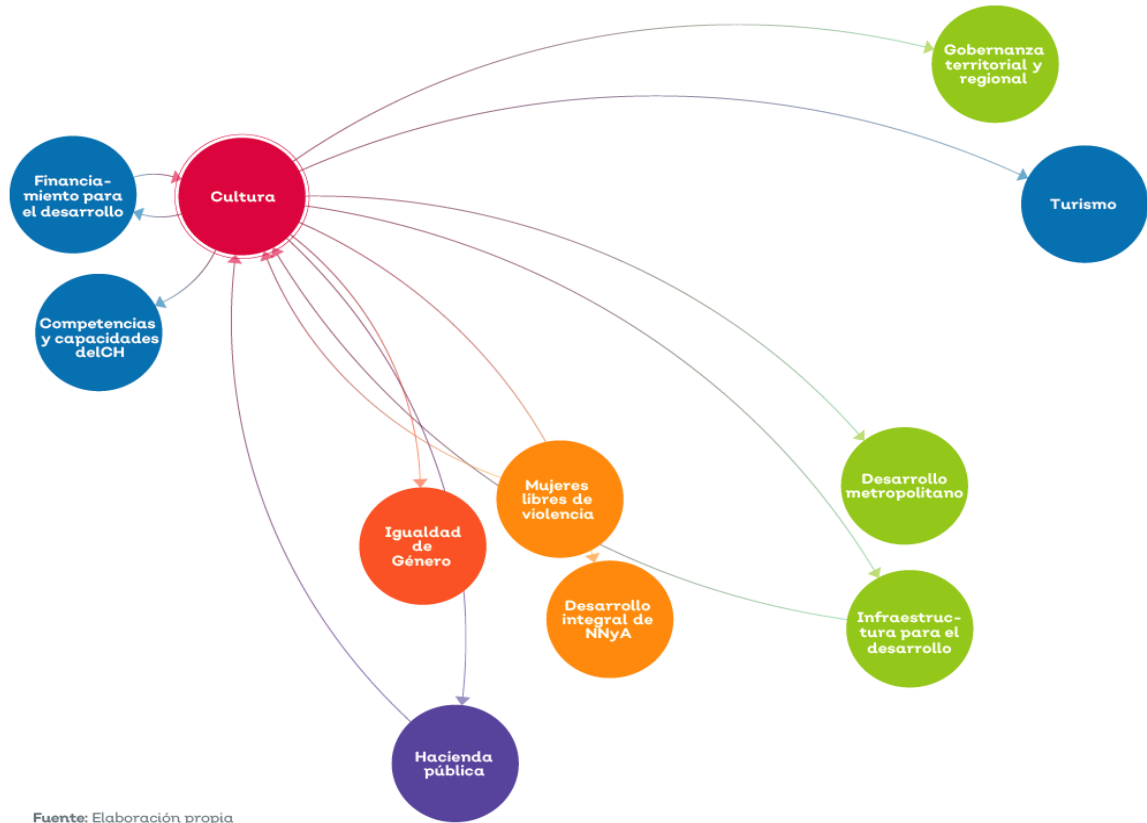 Gobernanza
territorial y
regional
Financia-
miento para
el desarrollo
Cultura
Turismo
Competencias
y capacidades
delCH
Desarrollo
metropolitano
Mujeres
libres de
violencia
Igualdad
de
Género
Desarrollo
integral de
NNyA
Infraestruc-
tura para el
desarrollo
Hacienda
pública
Fuente: Elaboración propia